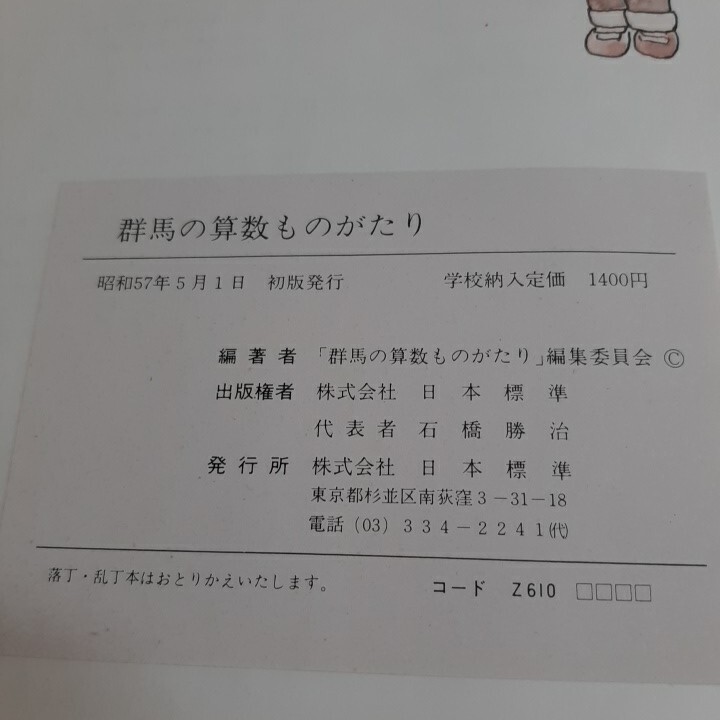 群馬の算数ものがたり
昭和57年5月1日 初版発行 学校納入定価 1400円
編著者 「群馬の算数ものがたり」編集委員会 ©
出版権者 株式会社 日本標準
代表者 石橋勝治
発行所 株式会社 日本標準
東京都杉並区南荻窪3-31-18
電話(03)334-2241(代)
落丁・乱丁本はおとりかえいたします。 コード Z610 □□□□